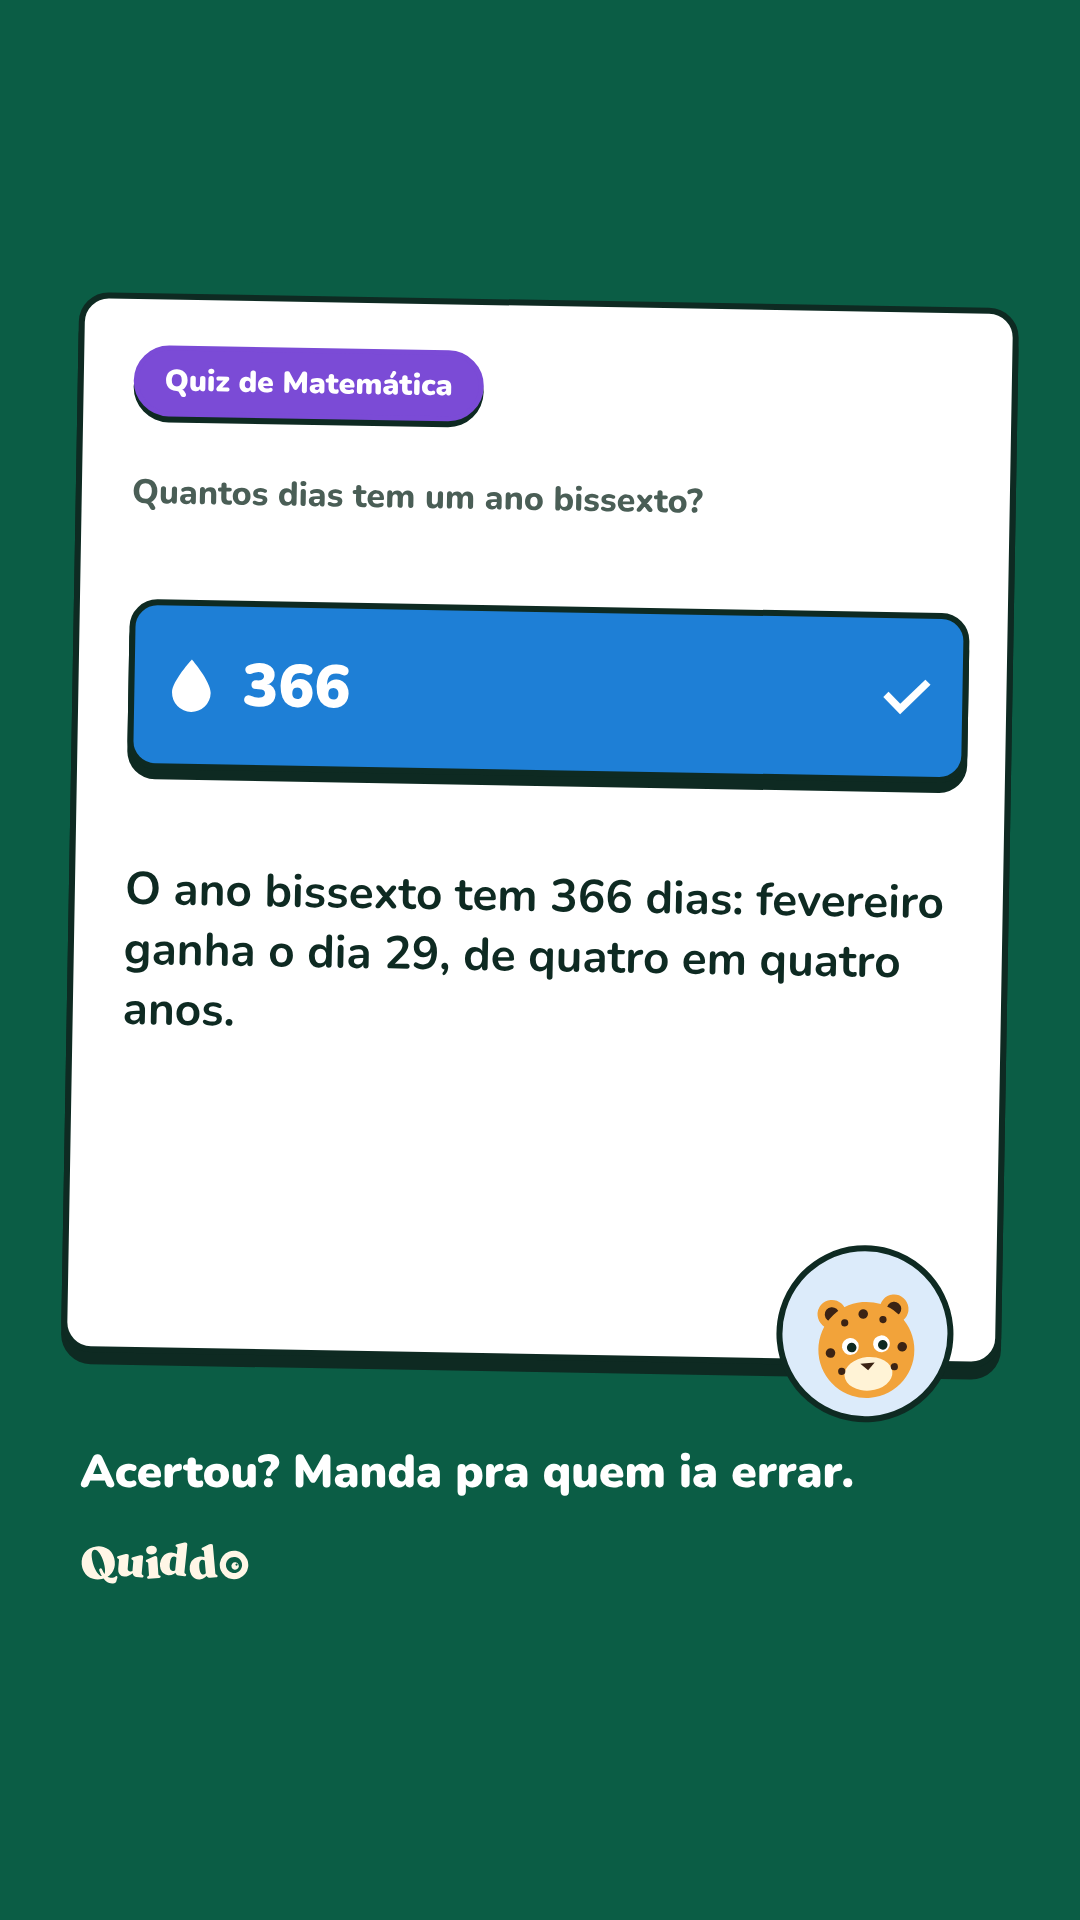 Quiz de Matemática
Quantos dias tem um ano bissexto?
366
O ano bissexto tem 366 dias: fevereiro
ganha o dia 29, de quatro em quatro
anos.
Acertou? Manda pra quem ia errar.
Quiddo